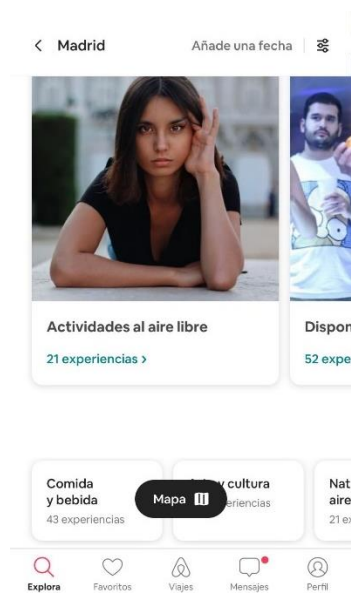 Madrid
Añade una fecha
Actividades al aire libre
21 experiencias >
Dispon
52 expe
Comida
y bebida
43 experiencias
y cultura
eriencias
Nat
aire
21 e
Mapa
Explora
Favoritos
Viajes
Mensajes
Perfil